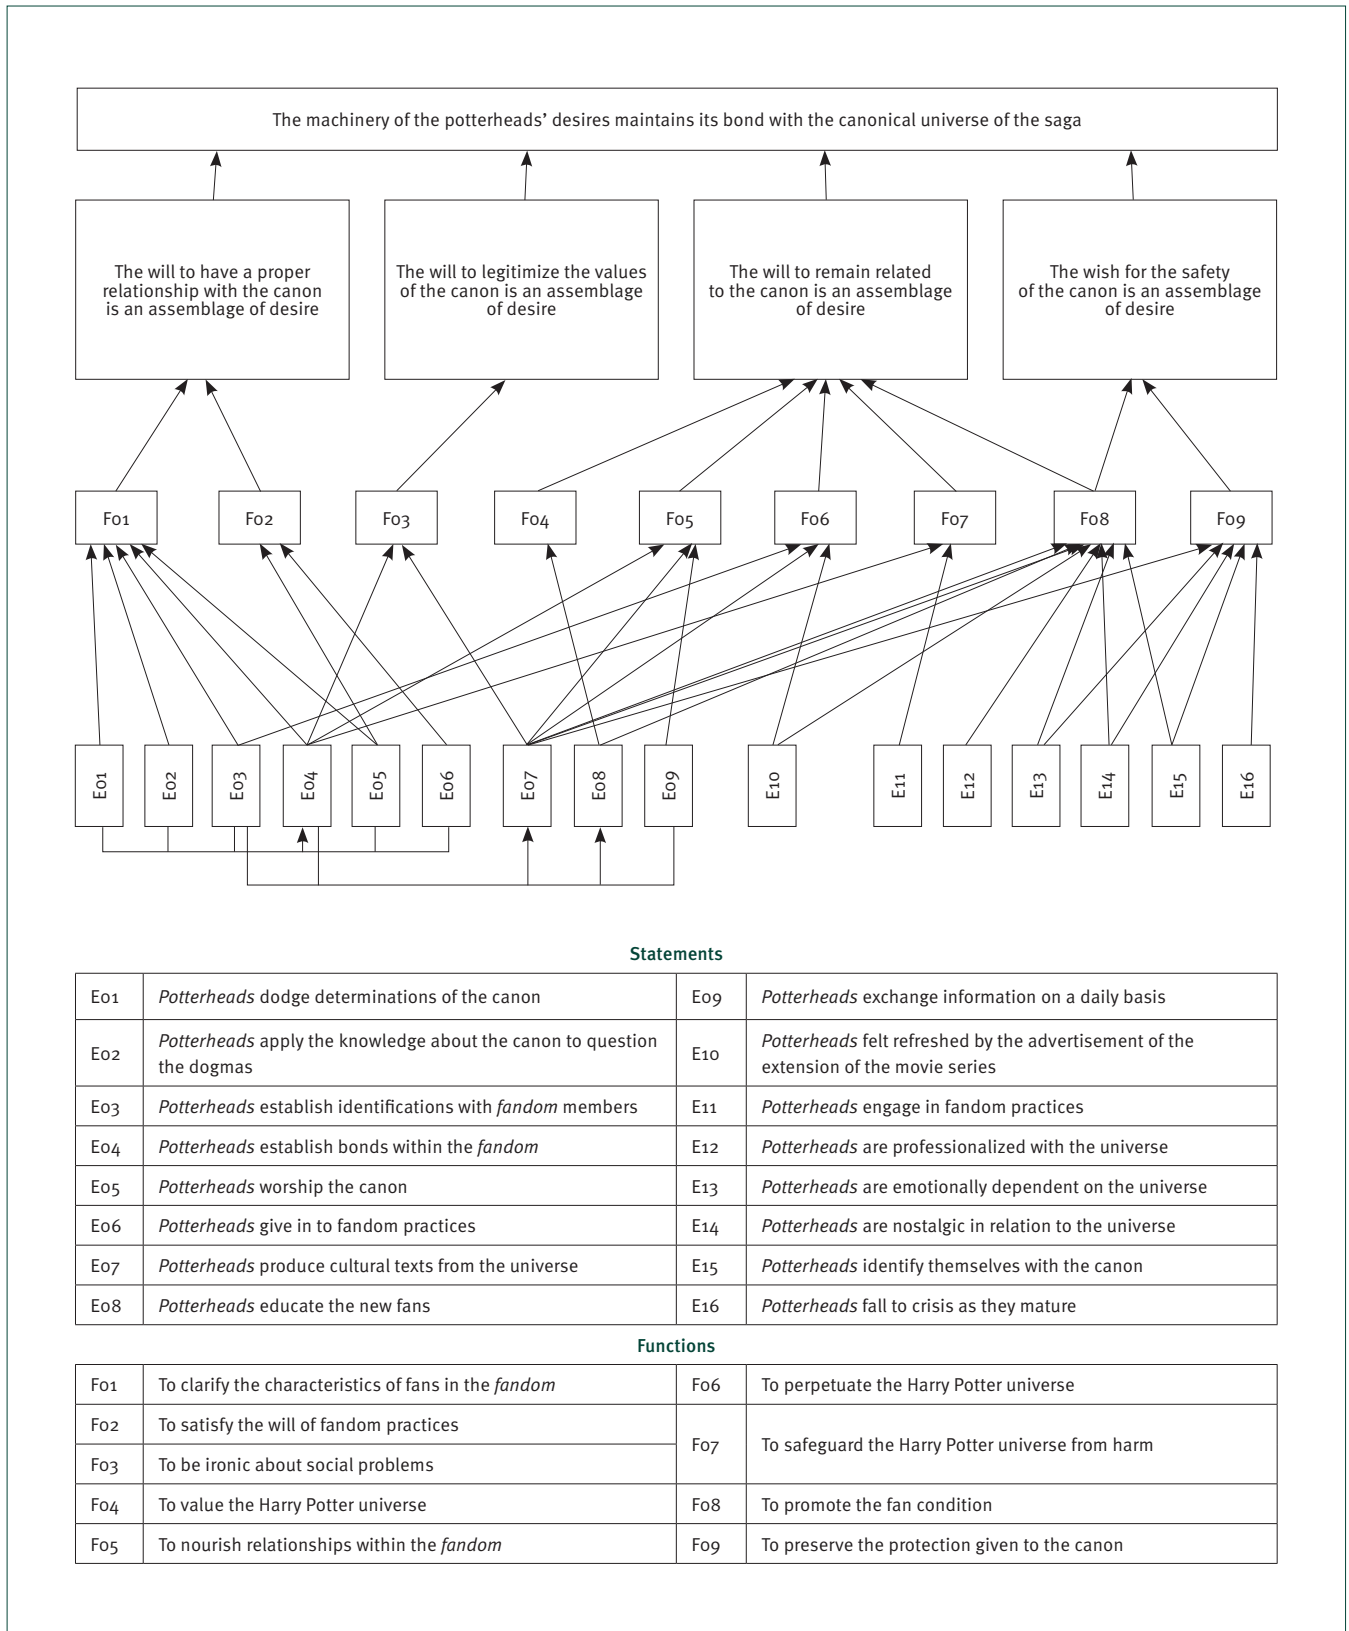 The machinery of the potterheads’ desires maintains its bond with the canonical universe of the saga
The will to have a proper
relationship with the canon
is an assemblage of desire
The will to legitimize the values
of the canon is an assemblage
of desire
The will to remain related
to the canon is an assemblage
of desire
The wish for the safety
of the canon is an assemblage
of desire
F01
F02
F03
F04
F05
F06
F07
F08
F09
E01
E02
E03
E04
E05
E06
E07
E08
E09
E10
E11
E12
E13
E14
E15
E16
Statements
E01 Potterheads dodge determinations of the canon
E09 Potterheads exchange information on a daily basis
E02 Potterheads apply the knowledge about the canon to question
the dogmas
E10 Potterheads felt refreshed by the advertisement of the
extension of the movie series
E03 Potterheads establish identifications with fandom members
E11 Potterheads engage in fandom practices
E04 Potterheads establish bonds within the fandom
E12 Potterheads are professionalized with the universe
E05 Potterheads worship the canon
E13 Potterheads are emotionally dependent on the universe
E06 Potterheads give in to fandom practices
E14 Potterheads are nostalgic in relation to the universe
E07 Potterheads produce cultural texts from the universe
E15 Potterheads identify themselves with the canon
E08 Potterheads educate the new fans
E16 Potterheads fall to crisis as they mature
Functions
F01 To clarify the characteristics of fans in the fandom
F06 To perpetuate the Harry Potter universe
F02 To satisfy the will of fandom practices
F07 To safeguard the Harry Potter universe from harm
F03 To be ironic about social problems
F04 To value the Harry Potter universe
F08 To promote the fan condition
F05 To nourish relationships within the fandom
F09 To preserve the protection given to the canon